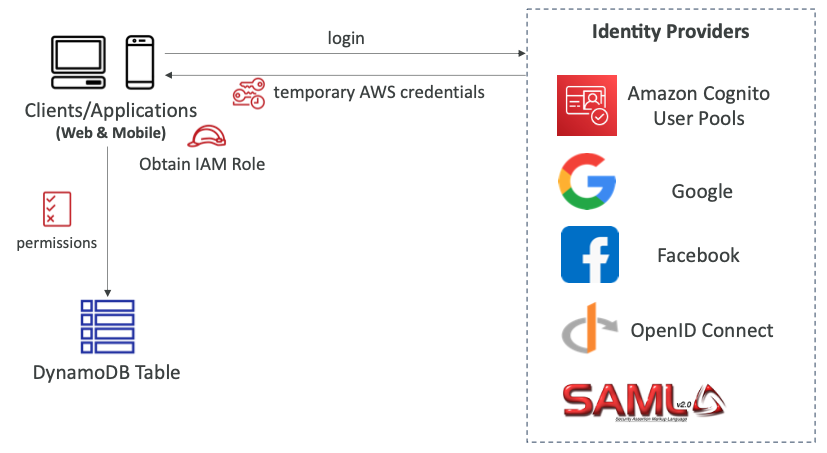 login
Identity Providers
temporary AWS credentials
Clients/Applications
(Web & Mobile)
Obtain IAM Role
permissions
DynamoDB Table
Amazon Cognito
User Pools
Google
Facebook
OpenID Connect
SAML v2.0
Security Assertion Markup Language